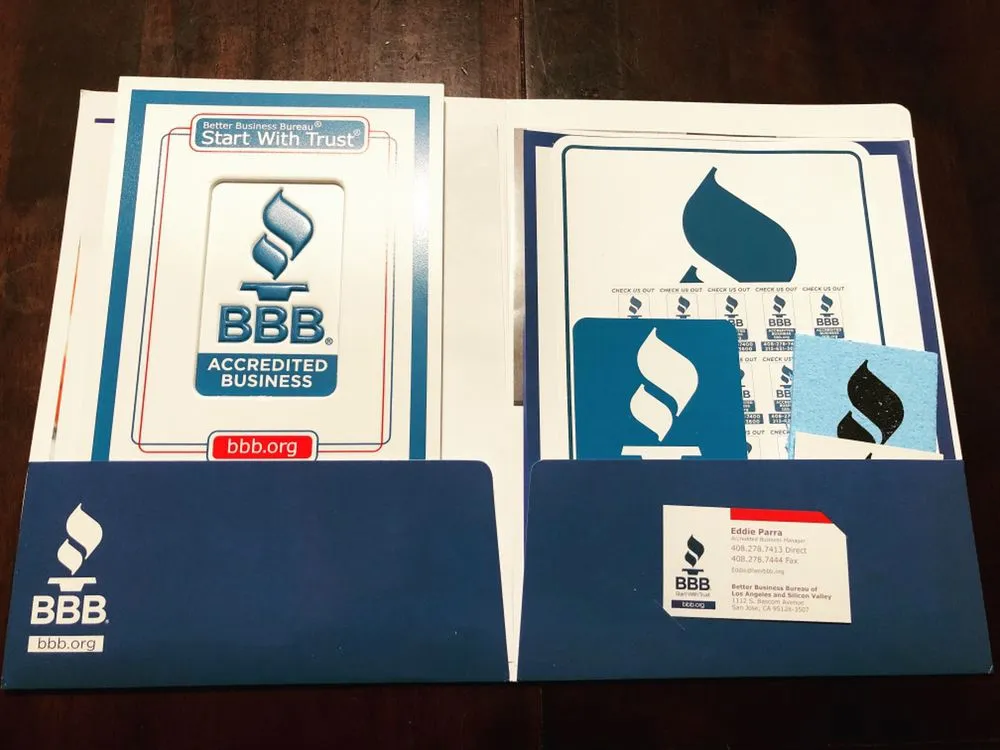 Better Business Bureau®
Start With Trust®
BBB®
ACCREDITED
BUSINESS
bbb.org
BBB
bbb.org
CHECK US OUT CHECK US OUT CHECK US OUT CHECK US OUT CHECK US OUT
BBB BBB BBB
Eddie Parra
Accredited Business Manager
408.278.7413 Direct
408.278.7444 Fax
BBB
Start With Trust
bbb.org
Better Business Bureau of
Los Angeles and Silicon Valley
1112 S. Bascom Avenue
San Jose, CA 95128-3507